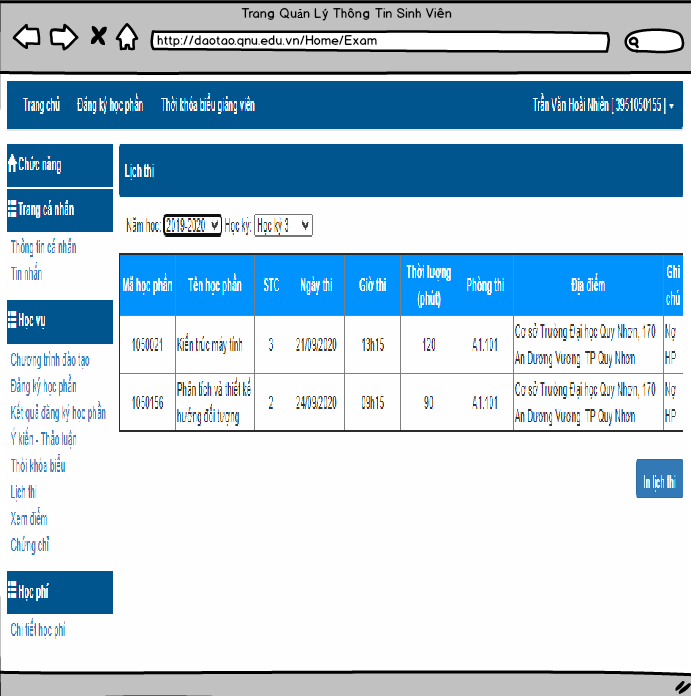 Trang Quản Lý Thông Tin Sinh Viên
http://daotao.qnu.edu.vn/Home/Exam
Trang chủ Đăng ký học phần Thời khóa biểu giảng viên Trần Văn Hoài Nhiên [ 3951050155 ]
Chức năng
Trang cá nhân
Thông tin cá nhân
Tin nhắn
Học vụ
Chương trình đào tạo
Đăng ký học phần
Kết quả đăng ký học phần
Ý kiến - Thảo luận
Thời khóa biểu
Lịch thi
Xem điểm
Chứng chỉ
Học phí
Chi tiết học phí
Lịch thi
Năm học: 2019-2020 Học kỳ: Học kỳ 3
Mã học phần Tên học phần STC Ngày thi Giờ thi Thời lượng (phút) Phòng thi Địa điểm Ghi chú
1050021 Kiến trúc máy tính 3 21/09/2020 13h15 120 A1.101 Cơ sở Trường Đại học Quy Nhơn, 170 An Dương Vương, TP Quy Nhơn Nợ HP
1050156 Phân tích và thiết kế hướng đối tượng 2 24/09/2020 09h15 90 A1.101 Cơ sở Trường Đại học Quy Nhơn, 170 An Dương Vương, TP Quy Nhơn Nợ HP
In lịch thi